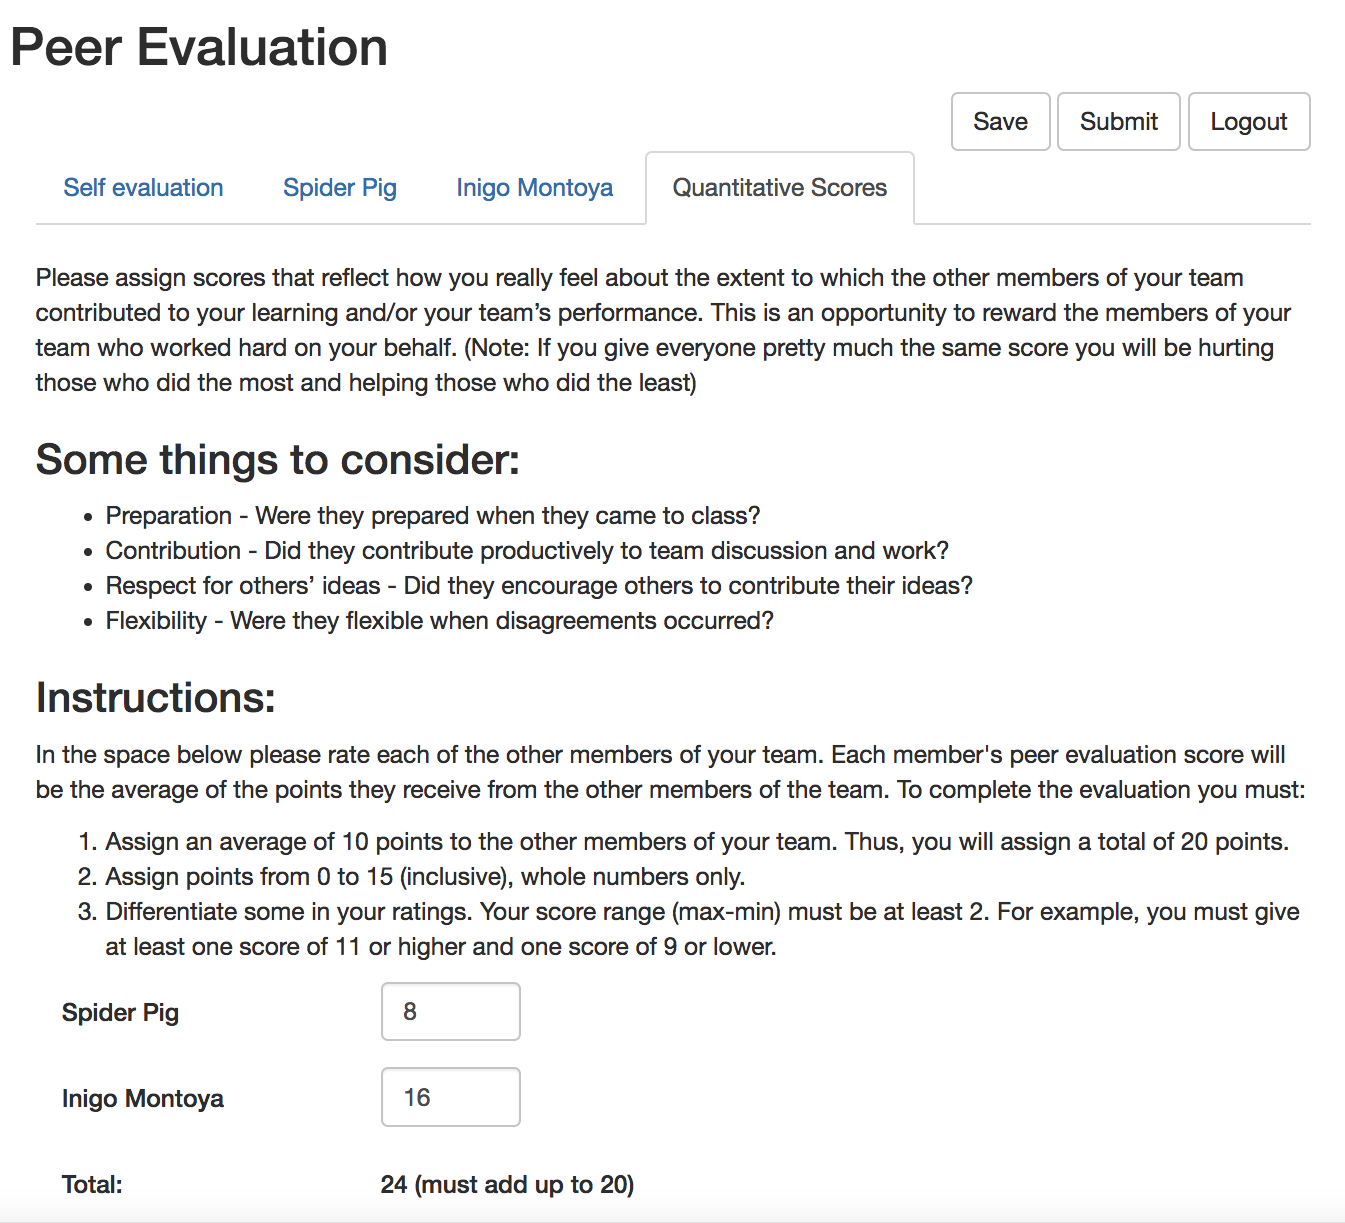 Peer Evaluation
Save Submit Logout
Self evaluation Spider Pig Inigo Montoya Quantitative Scores
Please assign scores that reflect how you really feel about the extent to which the other members of your team
contributed to your learning and/or your team’s performance. This is an opportunity to reward the members of your
team who worked hard on your behalf. (Note: If you give everyone pretty much the same score you will be hurting
those who did the most and helping those who did the least)
Some things to consider:
• Preparation - Were they prepared when they came to class?
• Contribution - Did they contribute productively to team discussion and work?
• Respect for others’ ideas - Did they encourage others to contribute their ideas?
• Flexibility - Were they flexible when disagreements occurred?
Instructions:
In the space below please rate each of the other members of your team. Each member's peer evaluation score will
be the average of the points they receive from the other members of the team. To complete the evaluation you must:
1. Assign an average of 10 points to the other members of your team. Thus, you will assign a total of 20 points.
2. Assign points from 0 to 15 (inclusive), whole numbers only.
3. Differentiate some in your ratings. Your score range (max-min) must be at least 2. For example, you must give
at least one score of 11 or higher and one score of 9 or lower.
Spider Pig 8
Inigo Montoya 16
Total: 24 (must add up to 20)